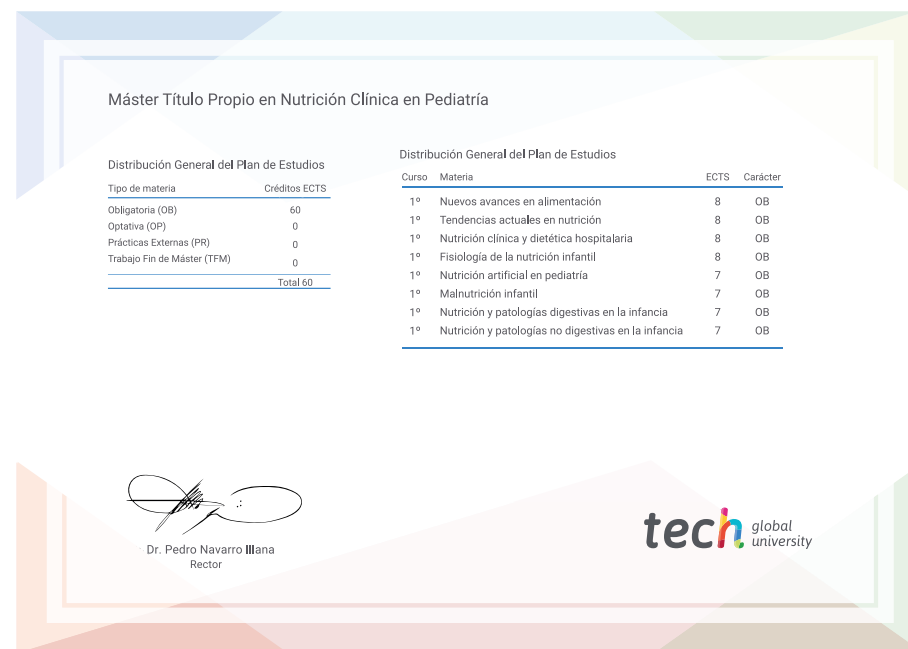 Máster Título Propio en Nutrición Clínica en Pediatría
Distribución General del Plan de Estudios
Tipo de materia Créditos ECTS
Obligatoria (OB) 60
Optativa (OP) 0
Prácticas Externas (PR) 0
Trabajo Fin de Máster (TFM) 0
Total 60
Distribución General del Plan de Estudios
Curso Materia ECTS Carácter
1º Nuevos avances en alimentación 8 OB
1º Tendencias actuales en nutrición 8 OB
1º Nutrición clínica y dietética hospitalaria 8 OB
1º Fisiología de la nutrición infantil 8 OB
1º Nutrición artificial en pediatría 7 OB
1º Malnutrición infantil 7 OB
1º Nutrición y patologías digestivas en la infancia 7 OB
1º Nutrición y patologías no digestivas en la infancia 7 OB
Dr. Pedro Navarro Illana
Rector
tech global university